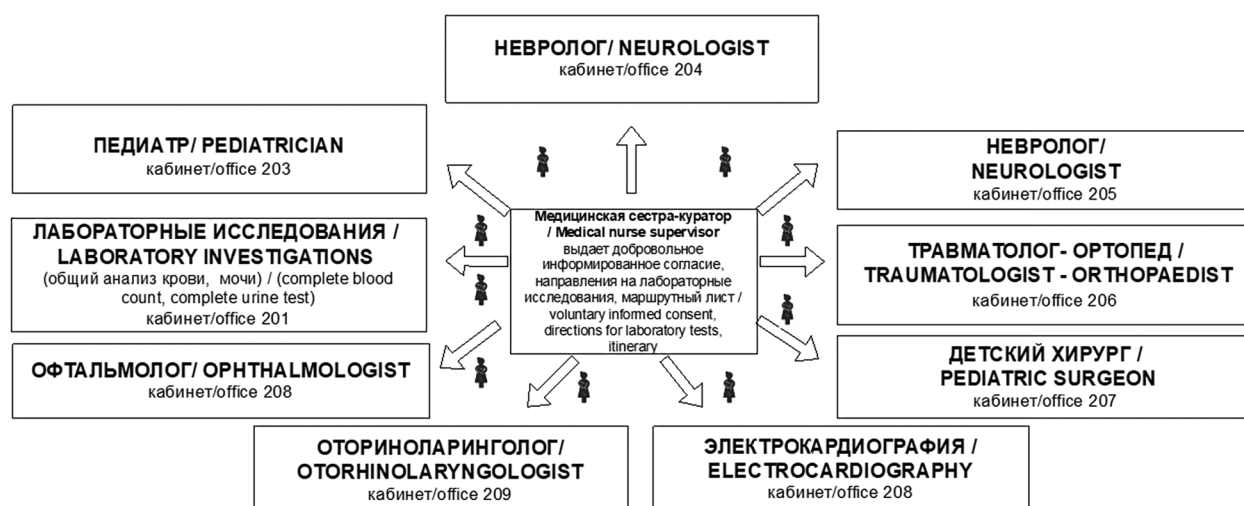 НЕВРОЛОГ/ NEUROLOGIST
кабинет/office 204
ПЕДИАТР/ PEDIATRICIAN
кабинет/office 203
НЕВРОЛОГ/
NEUROLOGIST
кабинет/office 205
Медицинская сестра-куратор
/ Medical nurse supervisor
выдает добровольное
информированное согласие,
направления на лабораторные
исследования, маршрутный лист /
voluntary informed consent,
directions for laboratory tests,
itinerary
ЛАБОРАТОРНЫЕ ИССЛЕДОВАНИЯ /
LABORATORY INVESTIGATIONS
(общий анализ крови, мочи) / (complete blood
count, complete urine test)
кабинет/office 201
ТРАВМАТОЛОГ- ОРТОПЕД /
TRAUMATOLOGIST - ORTHOPAEDIST
кабинет/office 206
ОФТАЛЬМОЛОГ/ OPHTHALMOLOGIST
кабинет/office 208
ДЕТСКИЙ ХИРУРГ /
PEDIATRIC SURGEON
кабинет/office 207
ОТОРИНОЛАРИНГОЛОГ/
OTORHINOLARYNGOLOGIST
кабинет/office 209
ЭЛЕКТРОКАРДИОГРАФИЯ /
ELECTROCARDIOGRAPHY
кабинет/office 208